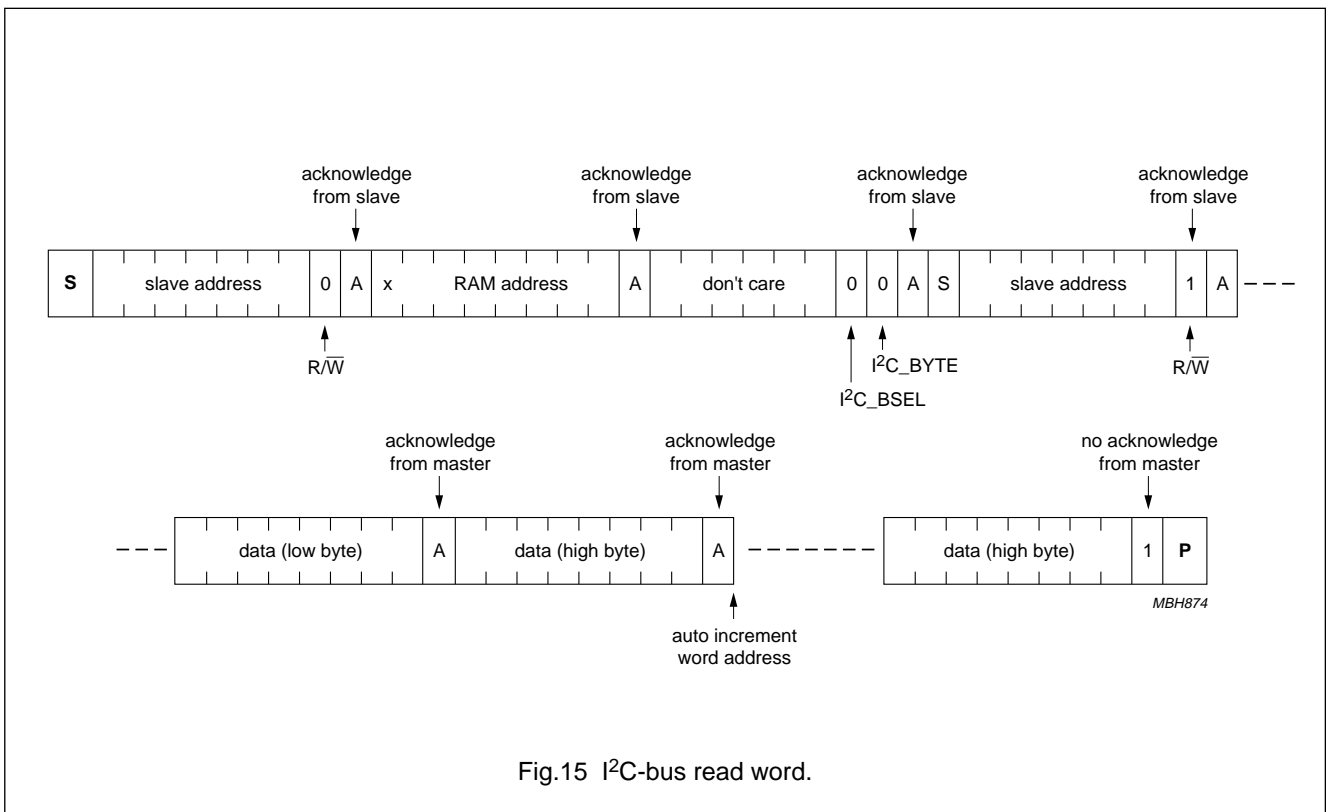 acknowledge from slave
acknowledge from slave
acknowledge from slave
acknowledge from slave
S slave address 0 A x RAM address A don't care 0 0 A S slave address 1 A
R/W̅
I²C_BYTE
I²C_BSEL
R/W̅
acknowledge from master
acknowledge from master
no acknowledge from master
data (low byte) A data (high byte) A data (high byte) 1 P
MBH874
auto increment
word address
Fig.15 I²C-bus read word.